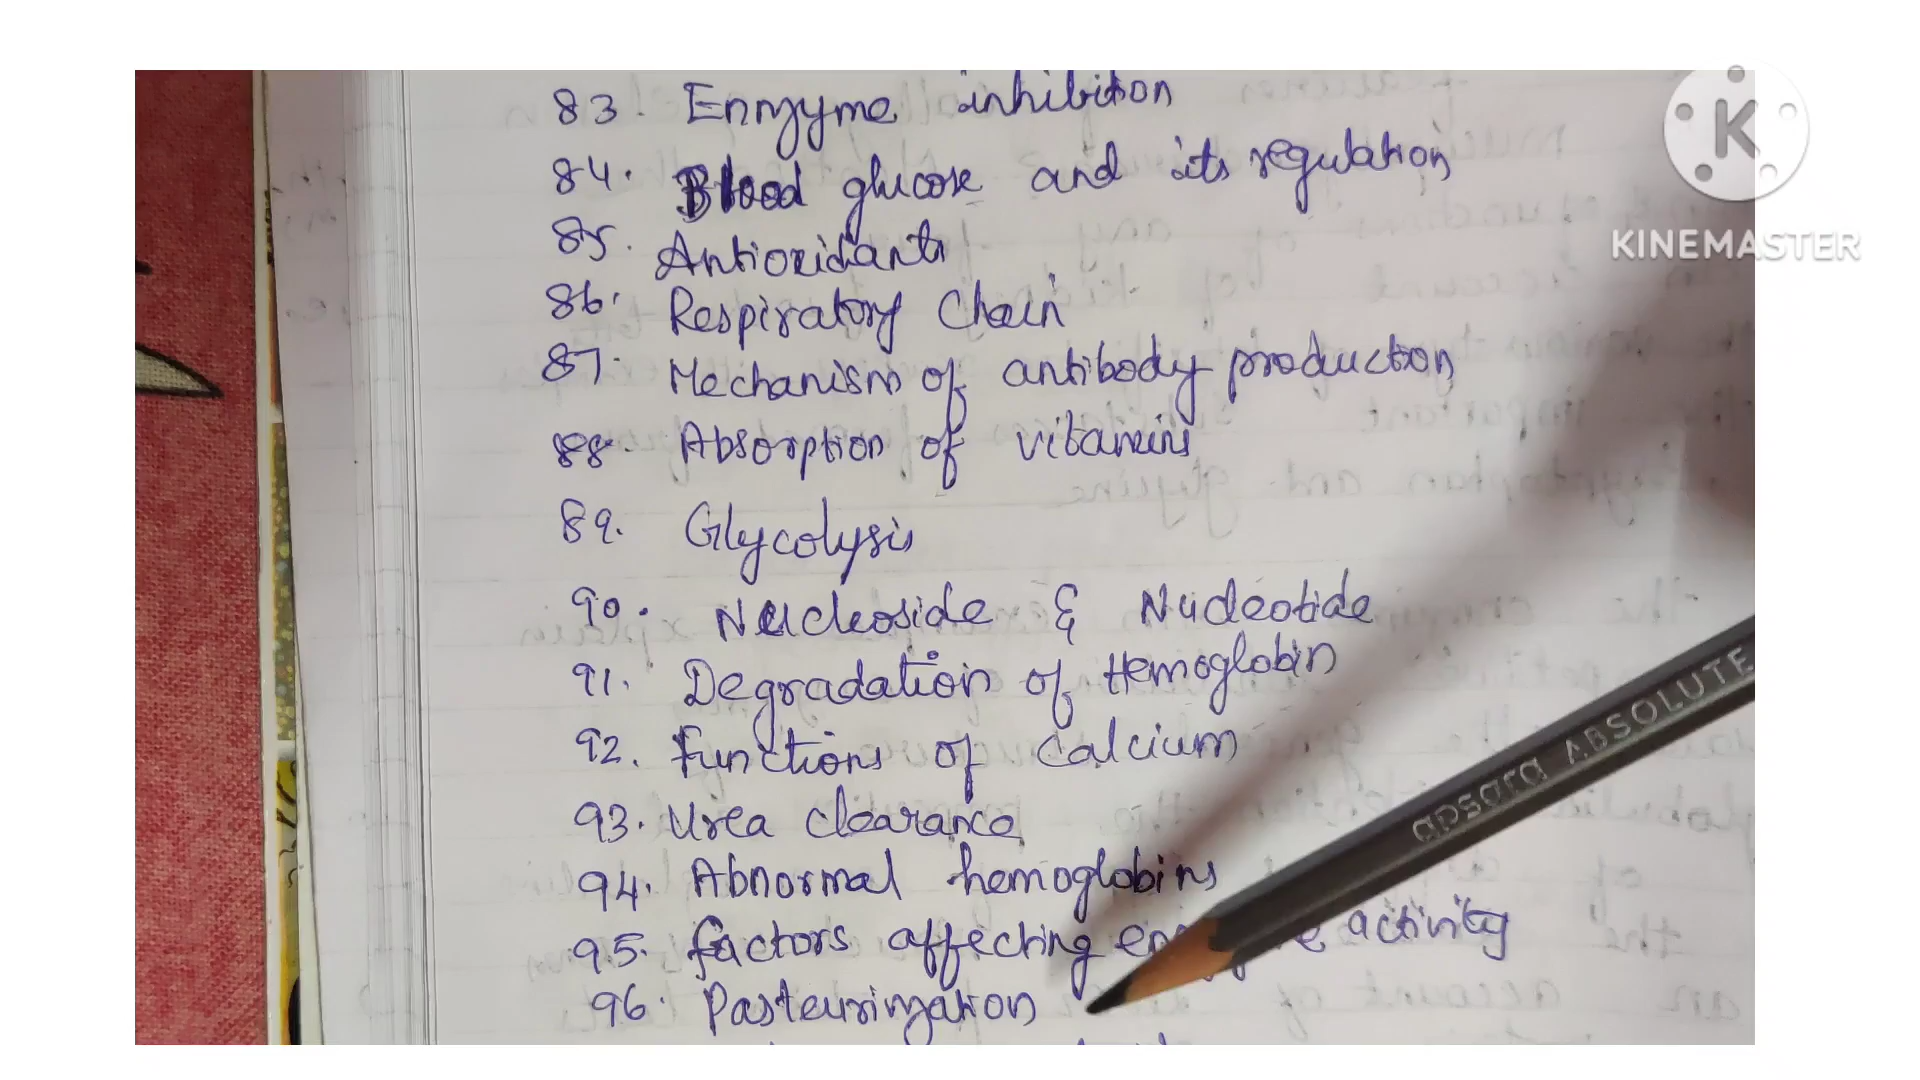 83. Enzyme inhibition
84. Blood glucose and its regulation
85. Antioxidants
86. Respiratory Chain
87. Mechanism of antibody production
88. Absorption of vitamins
89. Glycolysis
90. Nucleoside & Nucleotide
91. Degradation of Hemoglobin
92. Functions of Calcium
93. Urea clearance
94. Abnormal hemoglobins
95. factors affecting activity
96. Pasteurization
K
KINEMASTER
apsara ABSOLUTE